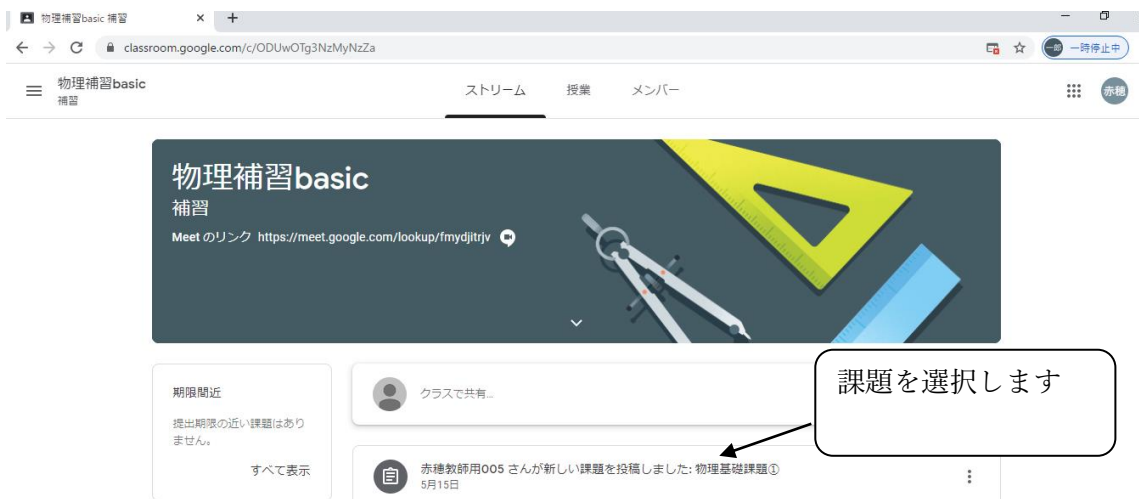 物理補習basic 補習
classroom.google.com/c/ODUwOTg3NzMyNzZa
一郎 一時停止中
物理補習basic
補習
ストリーム 授業 メンバー
赤穂
物理補習basic
補習
Meet のリンク https://meet.google.com/lookup/fmydjitrjv
課題を選択します
期限間近
提出期限の近い課題はあり
ません。
すべて表示
クラスで共有...
赤穂教師用005 さんが新しい課題を投稿しました: 物理基礎課題①
5月15日